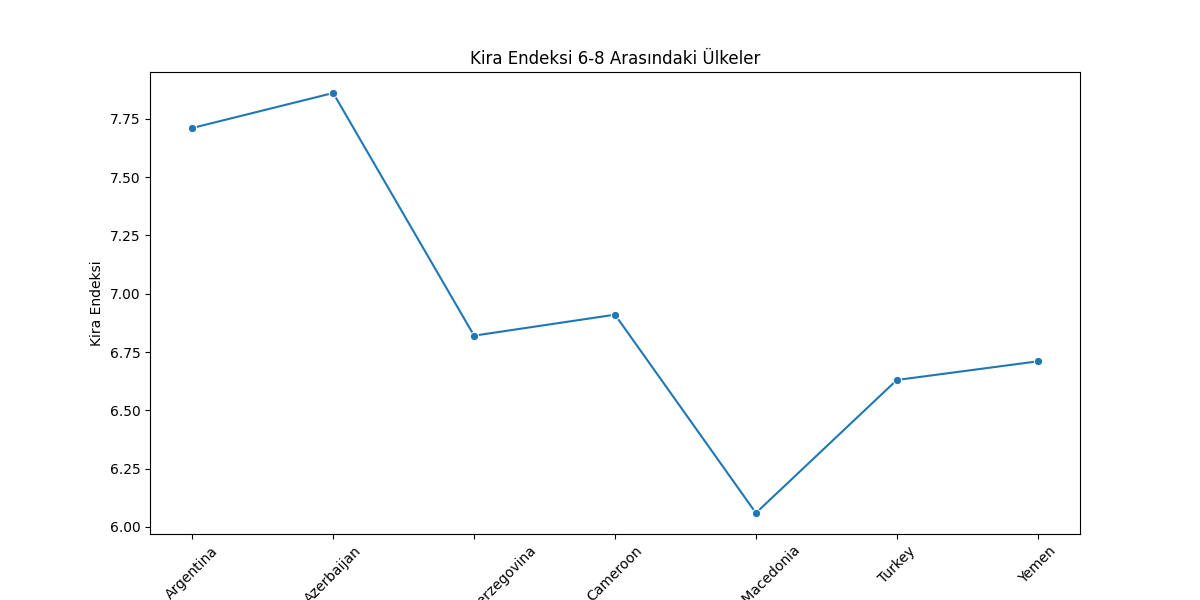 Kira Endeksi 6-8 Arasındaki Ülkeler
Kira Endeksi
7.75
7.50
7.25
7.00
6.75
6.50
6.25
6.00
Argentina
Azerbaijan
erzegovina
Cameroon
Macedonia
Turkey
Yemen